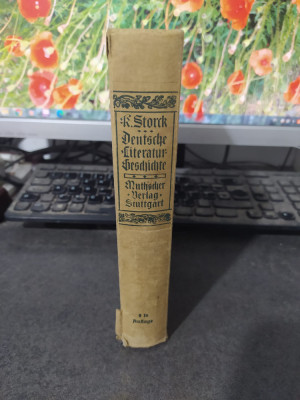 K. Storck
Deutsche
Literatur
Geschichte
Muthscher
Verlag
Stuttgart
Auflage